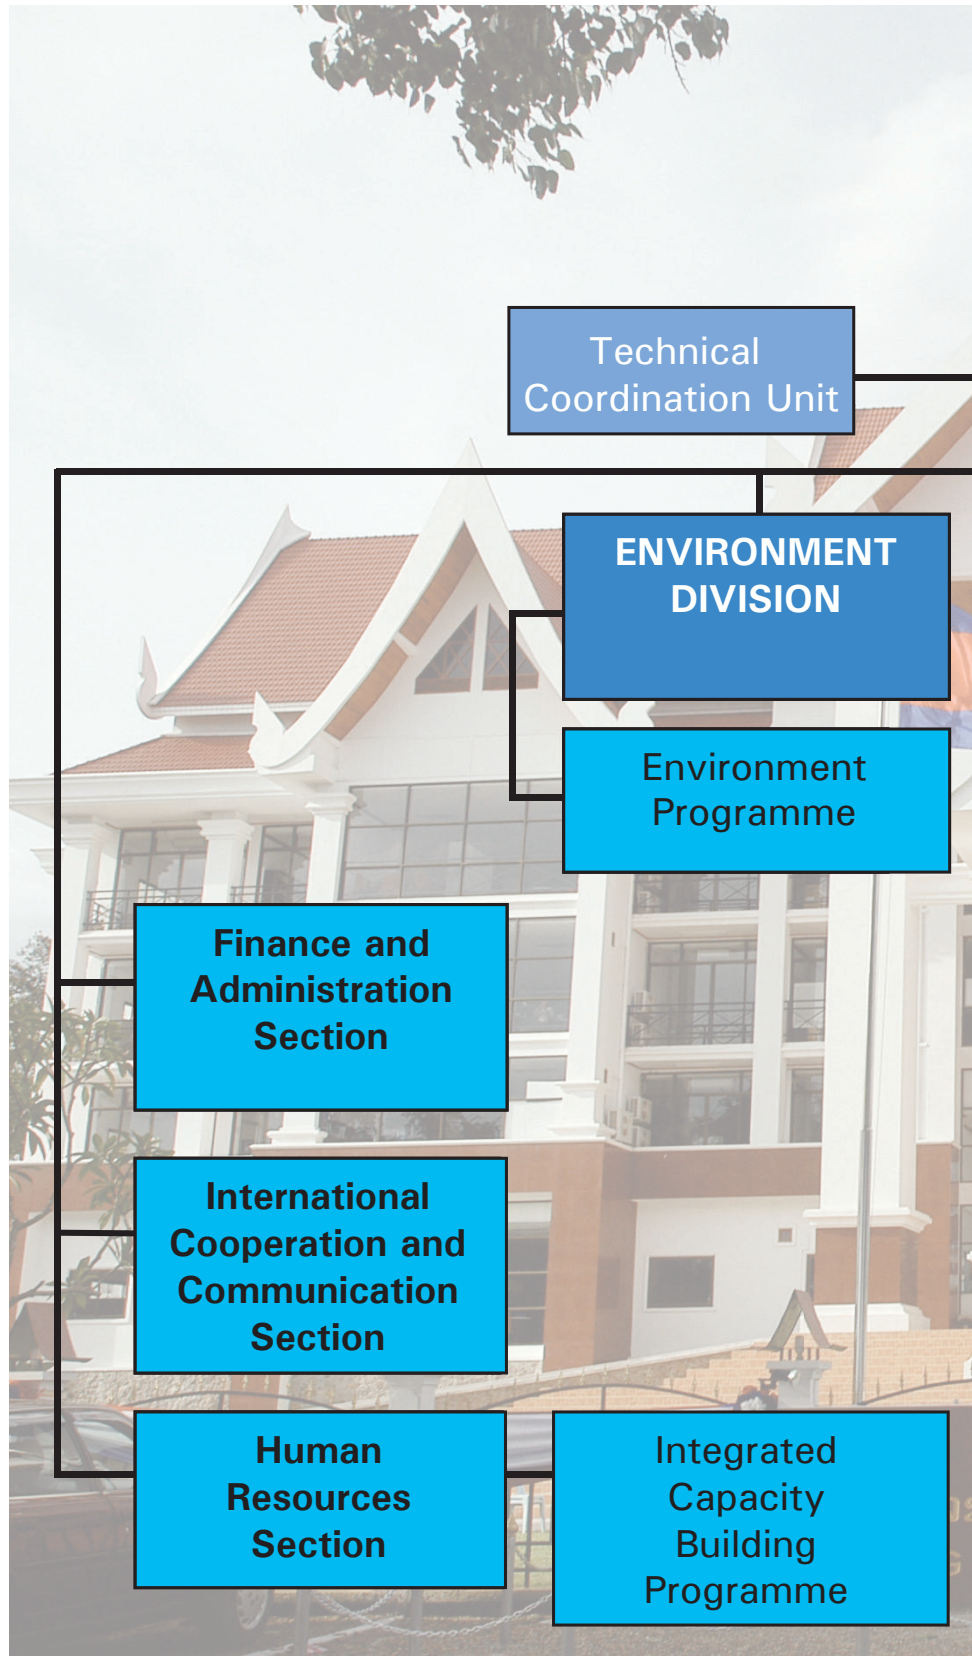 Technical
Coordination Unit
ENVIRONMENT
DIVISION
Environment
Programme
Finance and
Administration
Section
International
Cooperation and
Communication
Section
Human
Resources
Section
Integrated
Capacity
Building
Programme